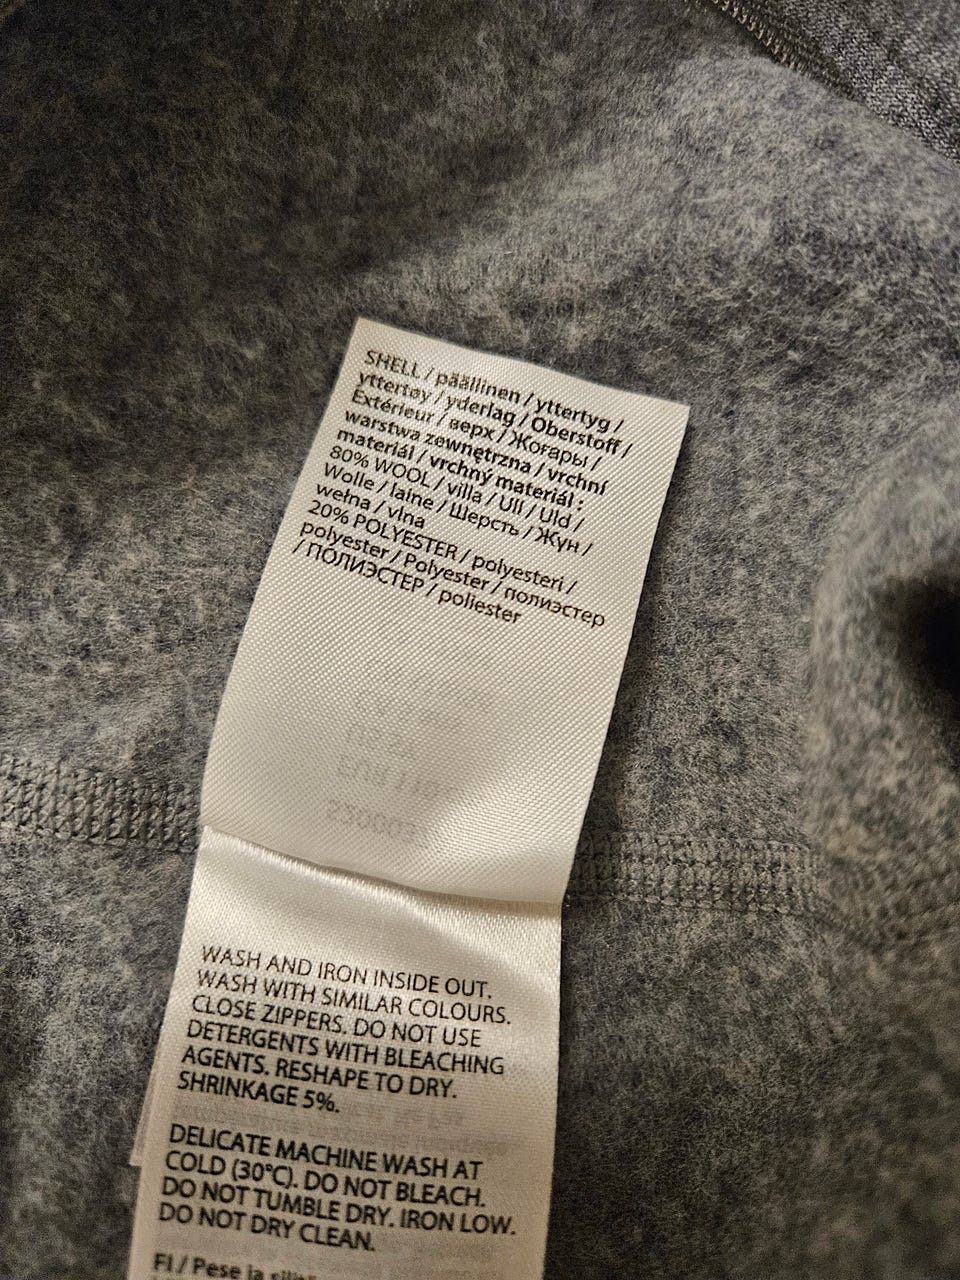 SHELL / päällinen / yttertyg /
yttertøy / yderlag / Oberstoff /
Extérieur / верх / Жоғары /
warstwa zewnętrzna / vrchní
materiál / vrchný materiál :
80% WOOL / villa / Ull / Uld /
Wolle / laine / Шерсть / Жүн /
wełna / vlna
20% POLYESTER / polyesteri /
polyester / Polyester / полиэстер
/ ПОЛИЭСТЕР / poliester
WASH AND IRON INSIDE OUT.
WASH WITH SIMILAR COLOURS.
CLOSE ZIPPERS. DO NOT USE
DETERGENTS WITH BLEACHING
AGENTS. RESHAPE TO DRY.
SHRINKAGE 5%.
DELICATE MACHINE WASH AT
COLD (30°C). DO NOT BLEACH.
DO NOT TUMBLE DRY. IRON LOW.
DO NOT DRY CLEAN.
FI / Pese ja